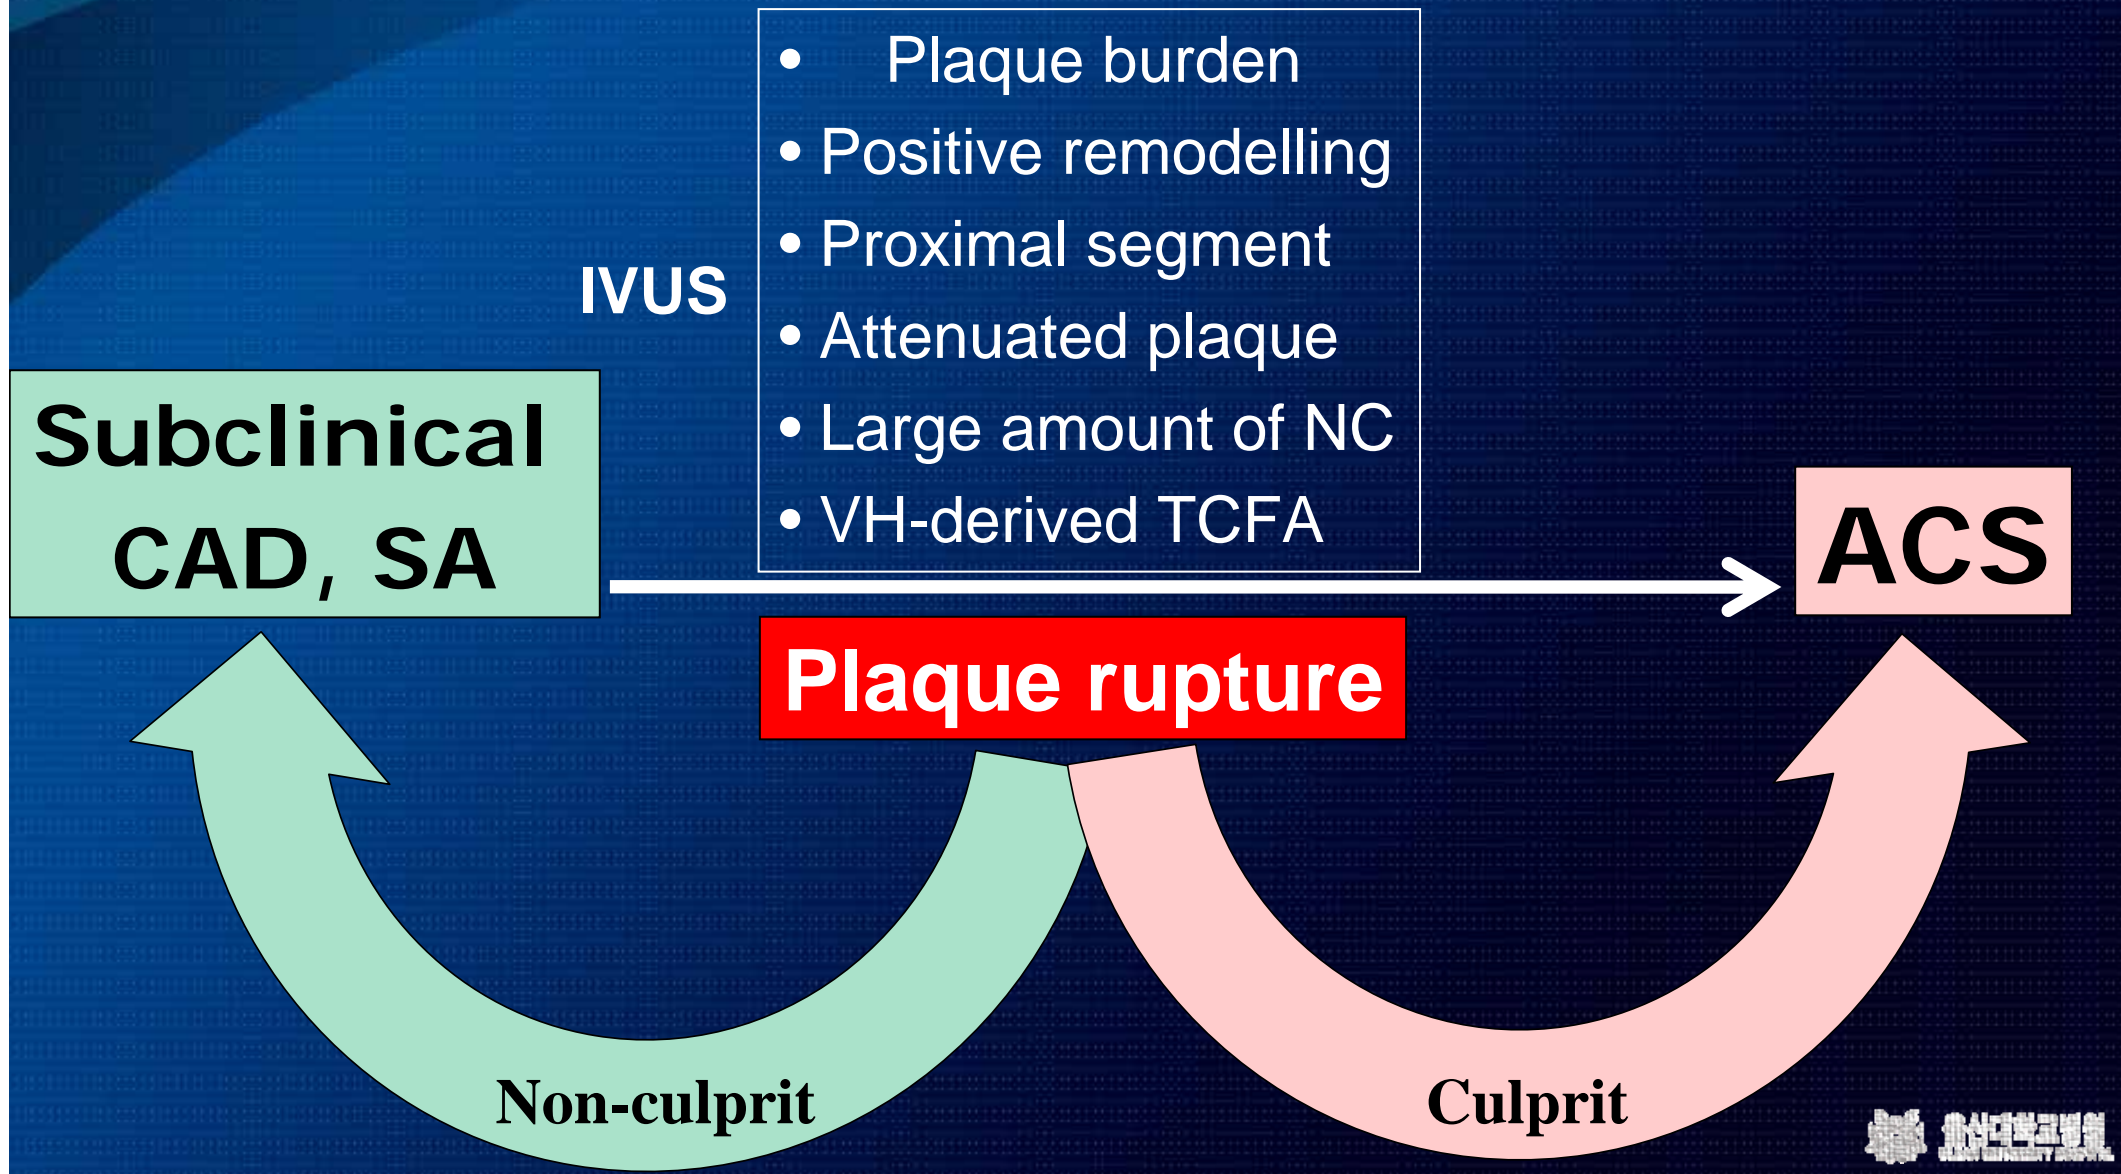 • Plaque burden
• Positive remodelling
• Proximal segment
IVUS
• Attenuated plaque
• Large amount of NC
• VH-derived TCFA
Subclinical
CAD, SA
ACS
Plaque rupture
Non-culprit
Culprit